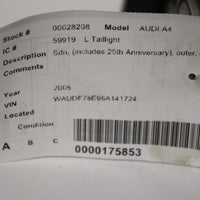 Stock # 00028208 Model AUDI A4
IC # 59919 L Taillight
Description Sdn, (includes 25th Anniversary), outer,
Comments
Year 2006
VIN WAUDF78E96A141724
Located
Condition
A B C
0000175853